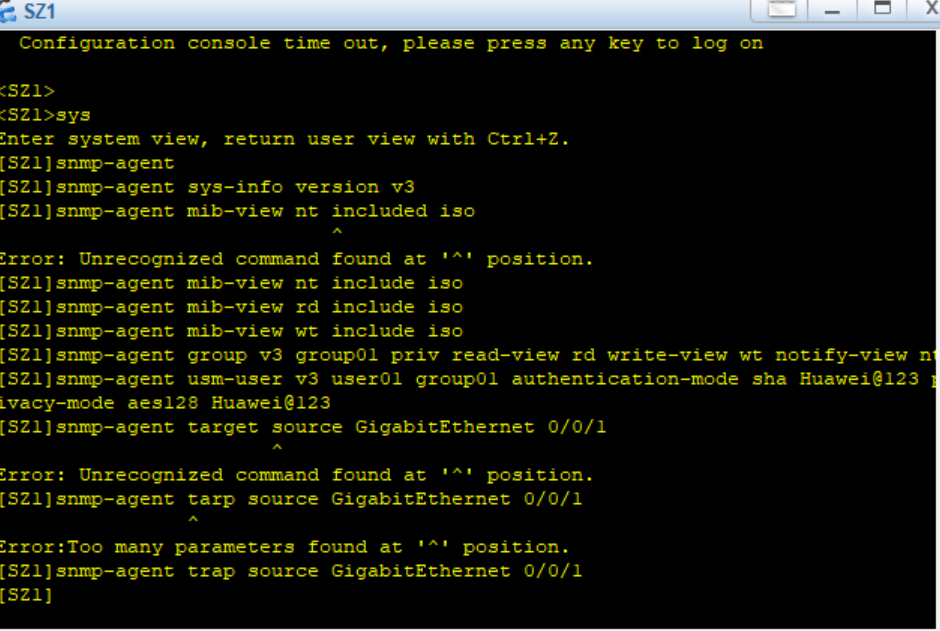 SZ1
Configuration console time out, please press any key to log on
<SZ1>
<SZ1>sys
Enter system view, return user view with Ctrl+Z.
[SZ1]snmp-agent
[SZ1]snmp-agent sys-info version v3
[SZ1]snmp-agent mib-view nt included iso
^
Error: Unrecognized command found at '^' position.
[SZ1]snmp-agent mib-view nt include iso
[SZ1]snmp-agent mib-view rd include iso
[SZ1]snmp-agent mib-view wt include iso
[SZ1]snmp-agent group v3 group01 priv read-view rd write-view wt notify-view nt
[SZ1]snmp-agent usm-user v3 user01 group01 authentication-mode sha Huawei@123 p
ivacy-mode aes128 Huawei@123
[SZ1]snmp-agent target source GigabitEthernet 0/0/1
^
Error: Unrecognized command found at '^' position.
[SZ1]snmp-agent tarp source GigabitEthernet 0/0/1
^
Error:Too many parameters found at '^' position.
[SZ1]snmp-agent trap source GigabitEthernet 0/0/1
[SZ1]